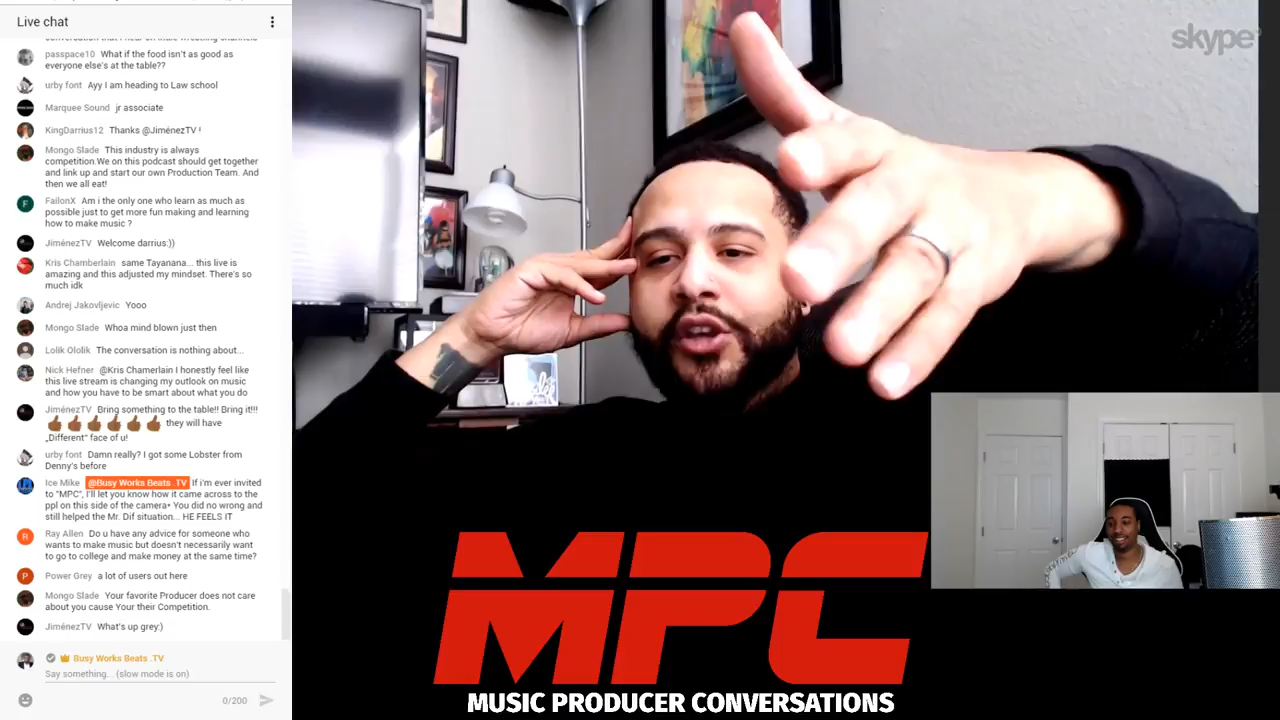 Live chat
conversation that I hear on indie wrestling channels
passpace10 What if the food isn't as good as
everyone else's at the table??
urby font Ayy I am heading to Law school
Marquee Sound jr associate
KingDarrius12 Thanks @JiménezTV !
Mongo Slade This industry is always
competition.We on this podcast should get together
and link up and start our own Production Team. And
then we all eat!
F
FailonX Am i the only one who learn as much as
possible just to get more fun making and learning
how to make music ?
JiménezTV Welcome darrius:))
Kris Chamberlain same Tayanana... this live is
amazing and this adjusted my mindset. There's so
much idk
Andrej Jakovljevic Yooo
Mongo Slade Whoa mind blown just then
Lolik Ololik The conversation is nothing about...
Nick Hefner @Kris Chamerlain I honestly feel like
this live stream is changing my outlook on music
and how you have to be smart about what you do
JiménezTV Bring something to the table!! Bring it!!!
👍🏾👍🏾👍🏾👍🏾👍🏾👍🏾 they will have
„Different" face of u!
urby font Damn really? I got some Lobster from
Denny's before
Ice Mike @Busy Works Beats .TV If i'm ever invited
to "MPC", I'll let you know how it came across to the
ppl on this side of the camera• You did no wrong and
still helped the Mr. Dif situation... HE FEELS IT
R
Ray Allen Do u have any advice for someone who
wants to make music but doesn't necessarily want
to go to college and make money at the same time?
P
Power Grey a lot of users out here
Mongo Slade Your favorite Producer does not care
about you cause Your their Competition.
JiménezTV What's up grey:)
Busy Works Beats .TV
Say something... (slow mode is on)
0/200
skype
MPC
MUSIC PRODUCER CONVERSATIONS